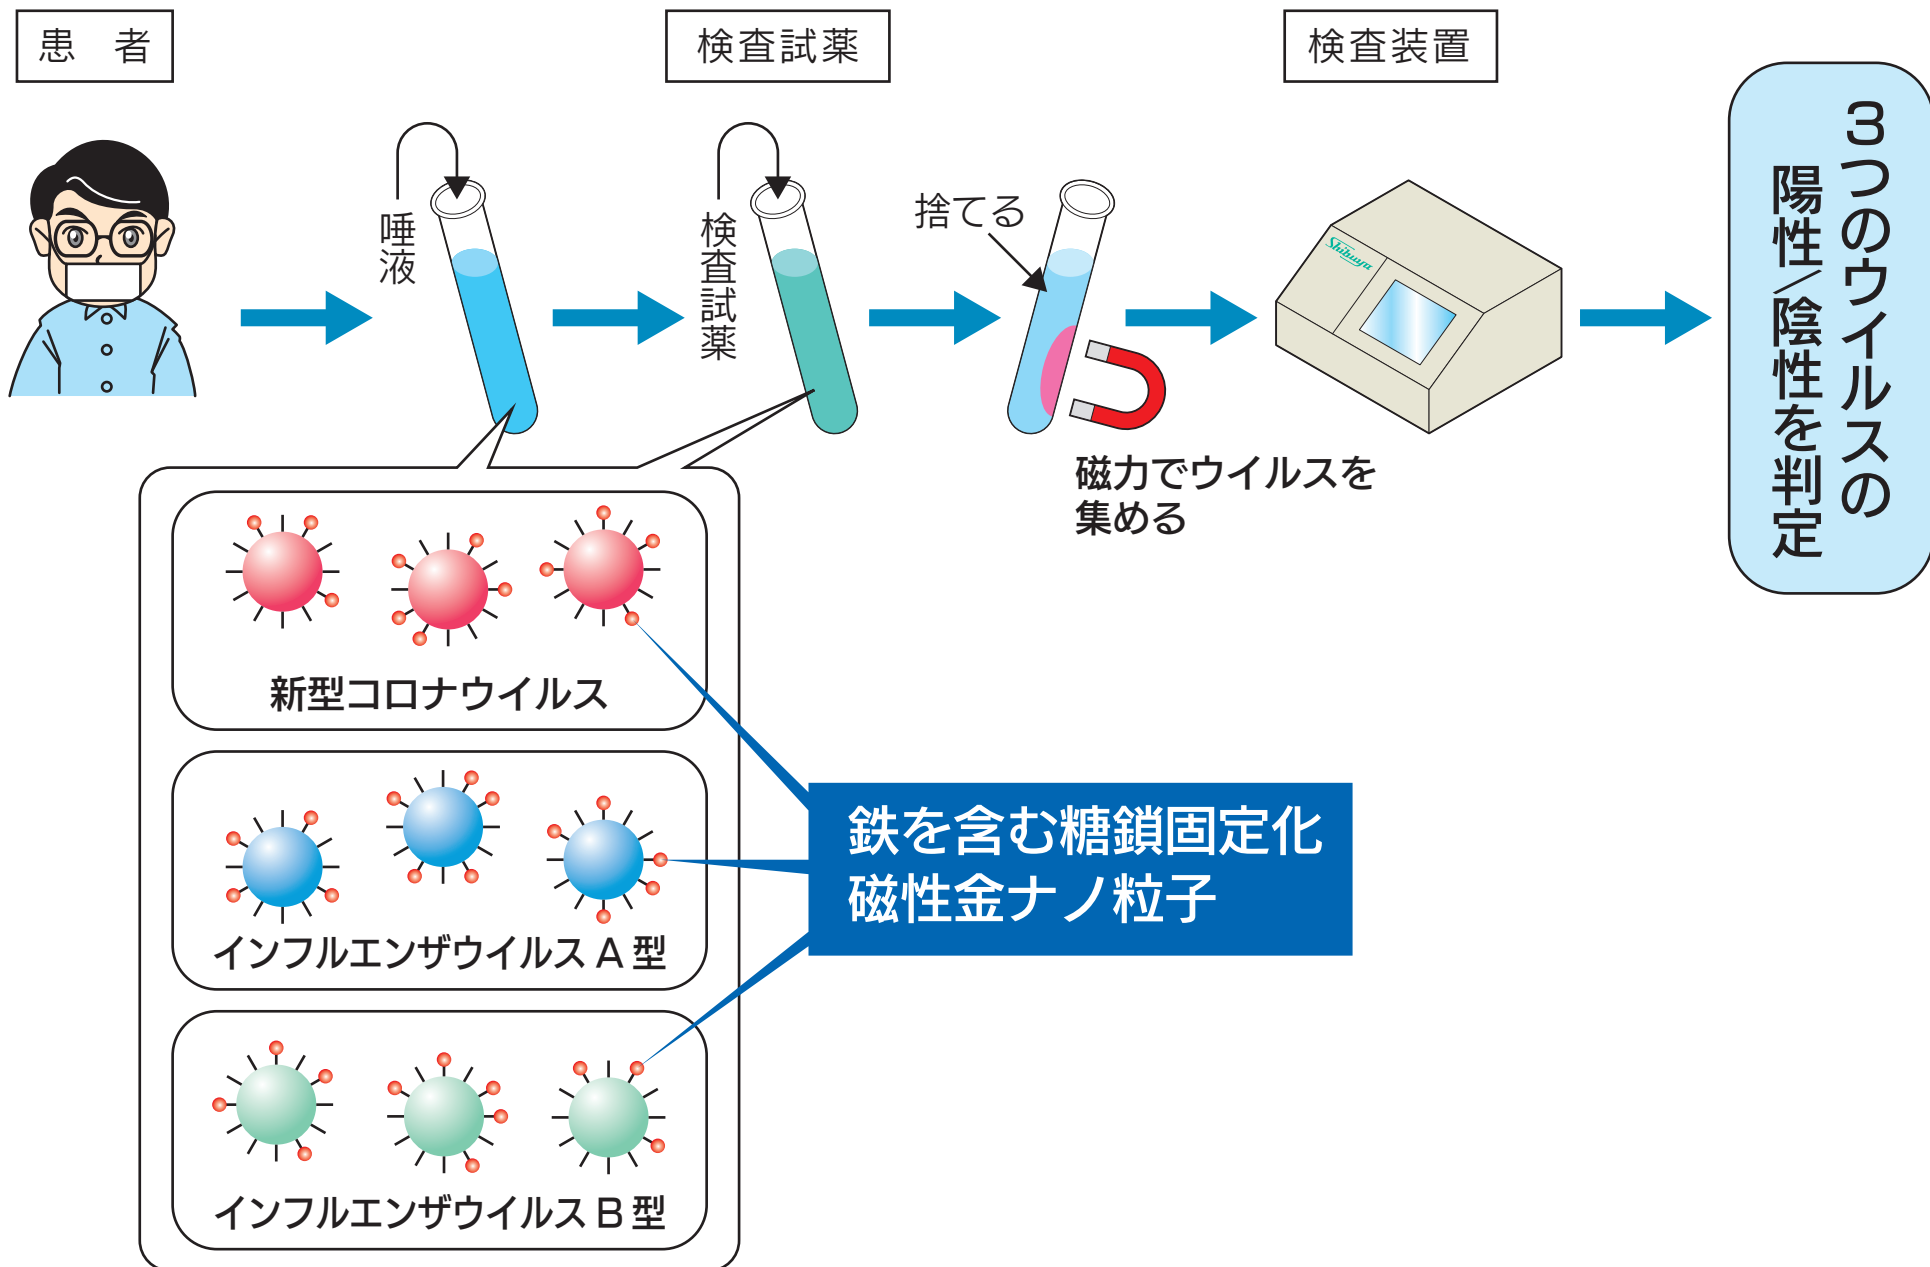 患 者
検査試薬
検査装置
唾液
検査試薬
捨てる
Shibuya
磁力でウイルスを
集める
3つのウイルスの
陽性/陰性を判定
新型コロナウイルス
インフルエンザウイルスA型
インフルエンザウイルスB型
鉄を含む糖鎖固定化
磁性金ナノ粒子